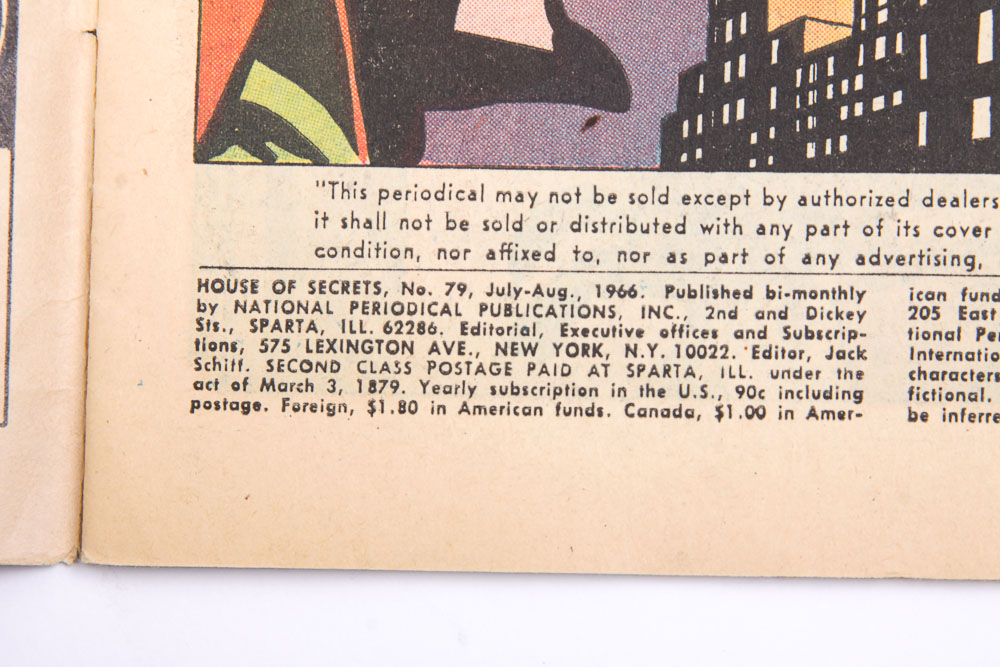 "This periodical may not be sold except by authorized dealers
it shall not be sold or distributed with any part of its cover
condition, nor affixed to, nor as part of any advertising,
HOUSE OF SECRETS, No. 79, July-Aug., 1966. Published bi-monthly
by NATIONAL PERIODICAL PUBLICATIONS, INC., 2nd and Dickey
Sts., SPARTA, ILL. 62286. Editorial, Executive offices and Subscrip-
tions, 575 LEXINGTON AVE., NEW YORK, N.Y. 10022. Editor, Jack
Schiff. SECOND CLASS POSTAGE PAID AT SPARTA, ILL. under the
act of March 3, 1879. Yearly subscription in the U.S., 90c including
postage. Foreign, $1.80 in American funds. Canada, $1.00 in Amer-
ican fund
205 East
tional Pe
Internatio
characters
fictional.
be inferre